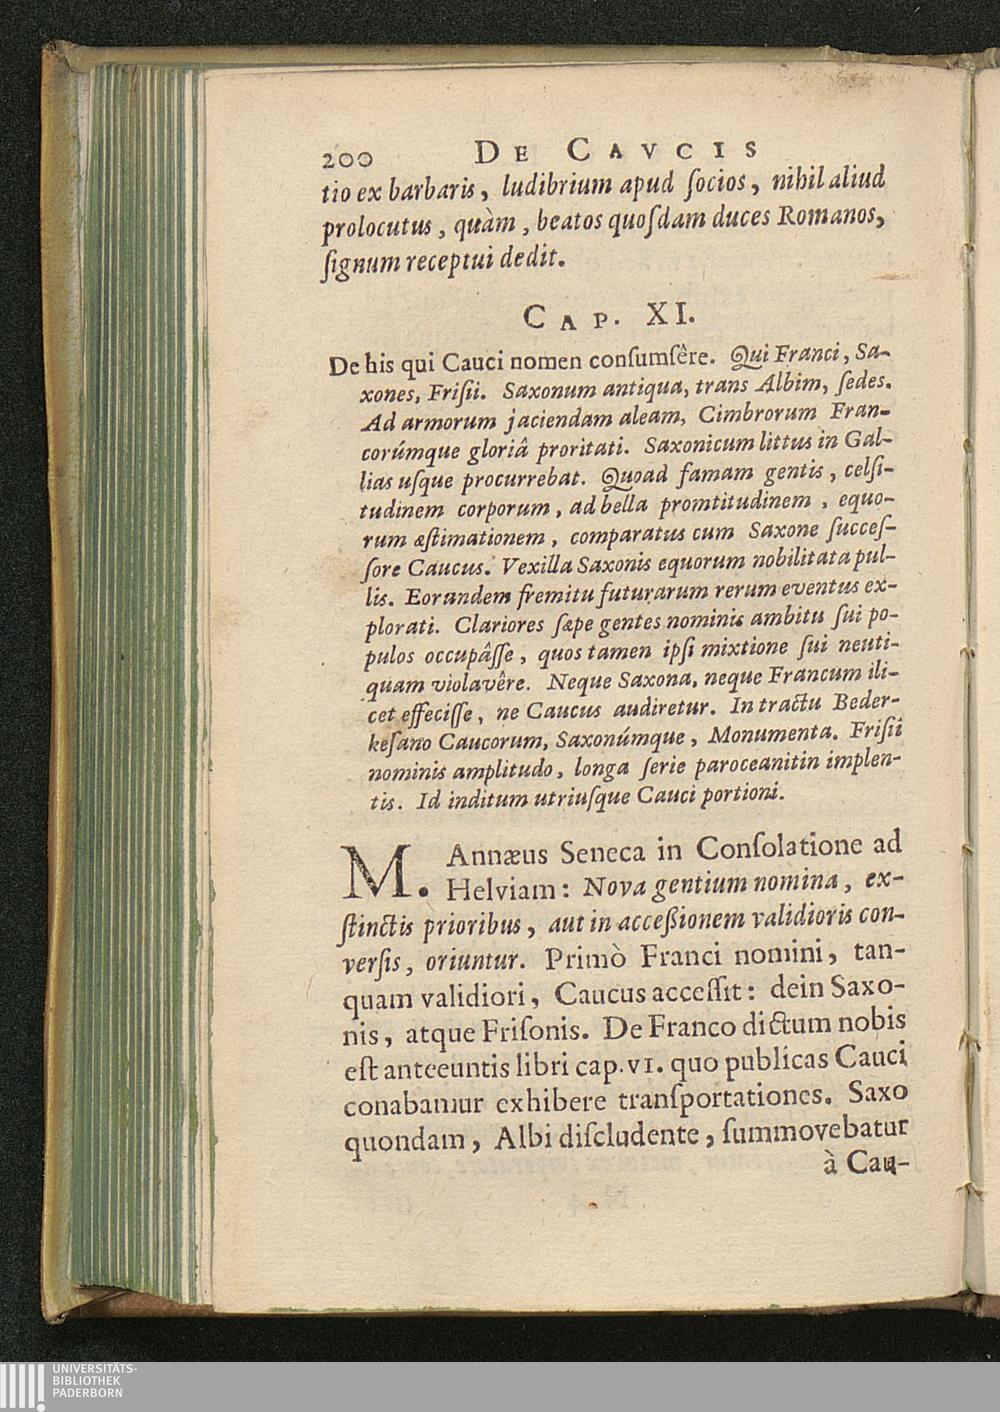 200 DE CAVCIS
tio ex barbaris, ludibrium apud ſocios, nihil aliud
prolocutus, quàm, beatos quoſdam duces Romanos,
ſignum receptui dedit.
CAP. XI.
De his qui Cauci nomen conſumſêre. Qui Franci, Sa-
xones, Friſii. Saxonum antiqua, trans Albim, ſedes.
Ad armorum jaciendam aleam, Cimbrorum Fran-
corúmque gloriâ proritati. Saxonicum littus in Gal-
lias uſque procurrebat. Quoad famam gentis, celſi-
tudinem corporum, ad bella promtitudinem, equo-
rum æſtimationem, comparatus cum Saxone ſucceſ-
ſore Caucus. Vexilla Saxonis equorum nobilitata pul-
lis. Eorundem fremitu futurarum rerum eventus ex-
plorati. Clariores ſæpe gentes nominis ambitu ſui po-
pulos occupâſſe, quos tamen ipſi mixtione ſui neuti-
quam violavêre. Neque Saxona, neque Francum ili-
cet effeciſſe, ne Caucus audiretur. In tractu Beder-
keſano Caucorum, Saxonúmque, Monumenta. Friſii
nominis amplitudo, longa ſerie paroceanitin implen-
tis. Id inditum utriuſque Cauci portioni.
M. Annæus Seneca in Conſolatione ad
Helviam: Nova gentium nomina, ex-
ſtinctis prioribus, aut in acceßionem validioris con-
verſis, oriuntur. Primò Franci nomini, tan-
quam validiori, Caucus acceſſit: dein Saxo-
nis, atque Friſonis. De Franco dictum nobis
eſt anteeuntis libri cap. VI. quo publicas Cauci
conabamur exhibere tranſportationes. Saxo
quondam, Albi diſcludente, ſummovebatur
à Cau-
UNIVERSITÄTS-
BIBLIOTHEK
PADERBORN